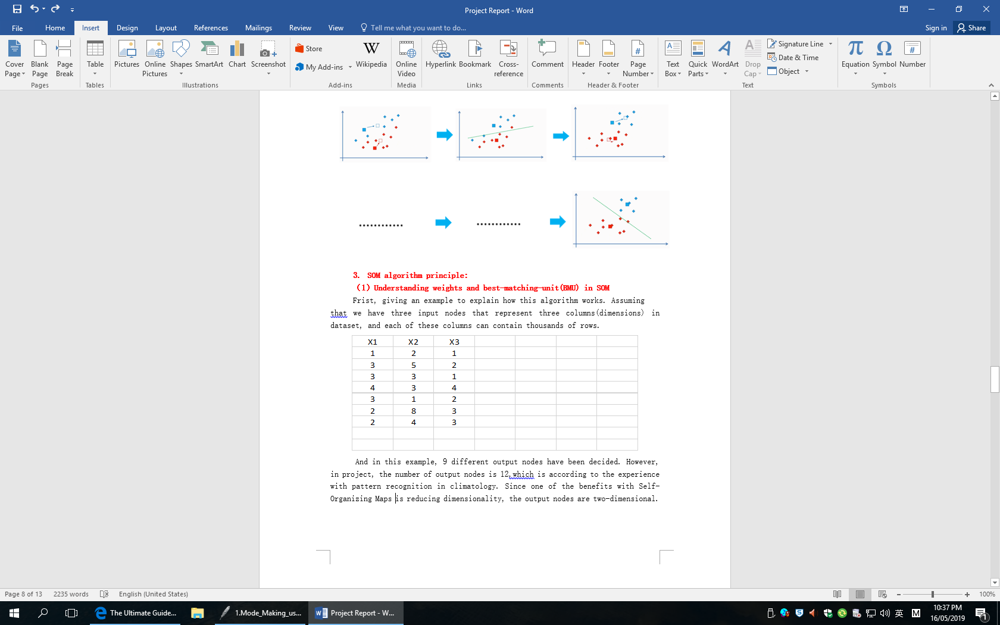 Project Report - Word
File Home Insert Design Layout References Mailings Review View Tell me what you want to do... Sign in Share
Cover Page
Blank Page
Page Break
Pages
Table
Tables
Pictures
Online Pictures
Shapes
SmartArt
Chart
Screenshot
Illustrations
Store
My Add-ins
W Wikipedia
Add-ins
Online Video
Media
Hyperlink
Bookmark
Cross-reference
Links
Comment
Comments
Header
Footer
# Page Number
Header & Footer
A Text Box
Quick Parts
A WordArt
A Drop Cap
Signature Line
Date & Time
Object
Text
π Equation
Ω Symbol
# Number
Symbols
............ ............
3. SOM algorithm principle:
（1）Understanding weights and best-matching-unit(BMU) in SOM
Frist, giving an example to explain how this algorithm works. Assuming
that we have three input nodes that represent three columns(dimensions) in
dataset, and each of these columns can contain thousands of rows.
X1 X2 X3
1 2 1
3 5 2
3 3 1
4 3 4
3 1 2
2 8 3
2 4 3
And in this example, 9 different output nodes have been decided. However,
in project, the number of output nodes is 12,which is according to the experience
with pattern recognition in climatology. Since one of the benefits with Self-
Organizing Maps is reducing dimensionality, the output nodes are two-dimensional.
Page 8 of 13 2235 words English (United States) 100%
The Ultimate Guide... 1.Mode_Making_us... Project Report - W... 英 M 10:37 PM
16/05/2019 1